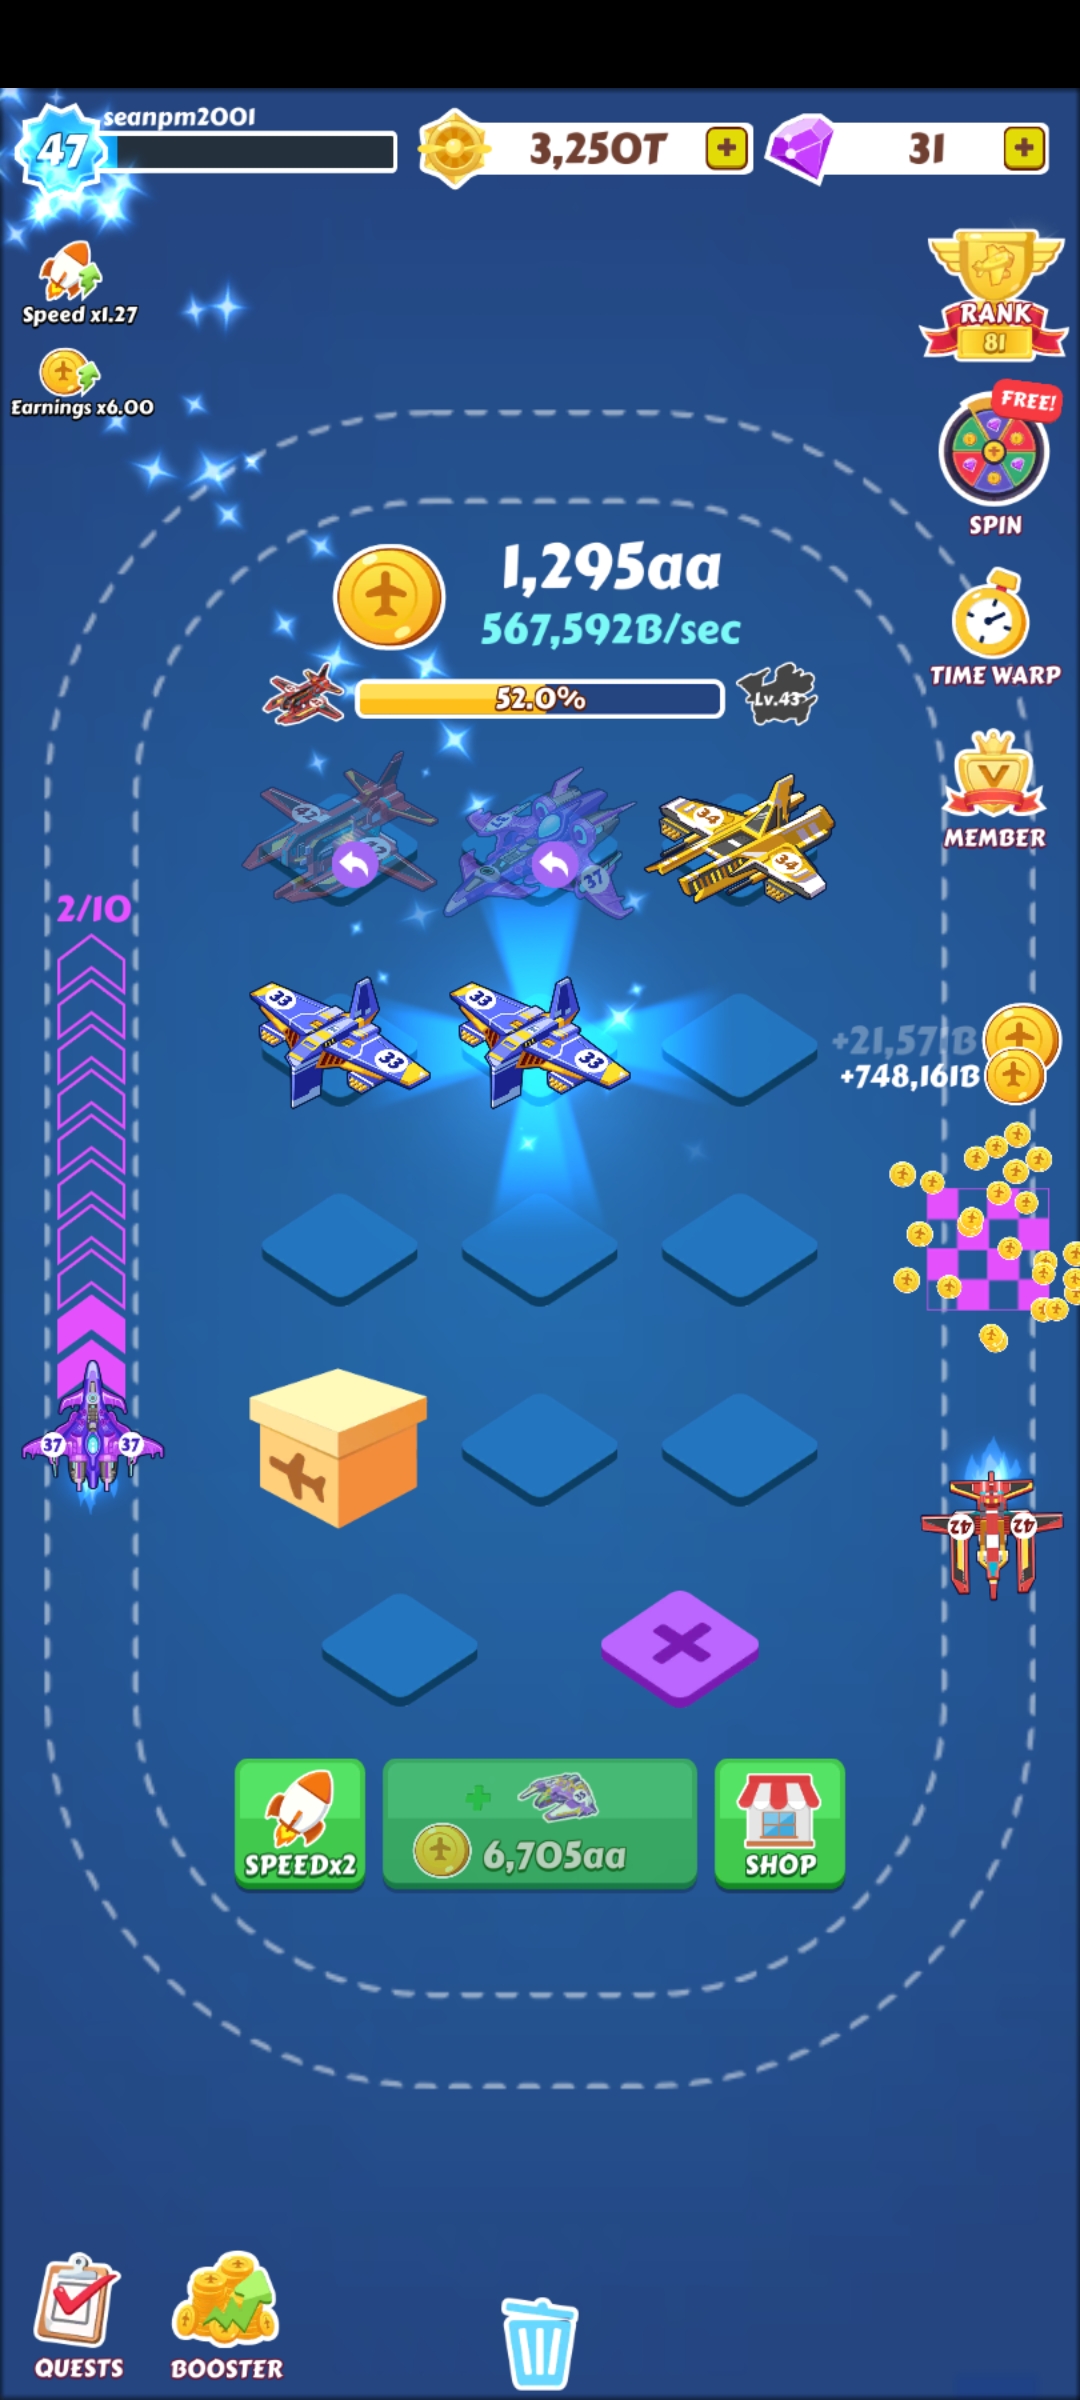 seanpm2001
47
3,250T
31
Speed x1.27
Earnings x6.00
RANK
81
FREE!
SPIN
1,295aa
567,592B/sec
TIME WARP
52.0%
Lv.43
MEMBER
42
42
37
37
34
34
2/10
33
33
33
33
+21,571B
+748,161B
37
37
42
42
SPEEDx2
6,705aa
SHOP
QUESTS
BOOSTER